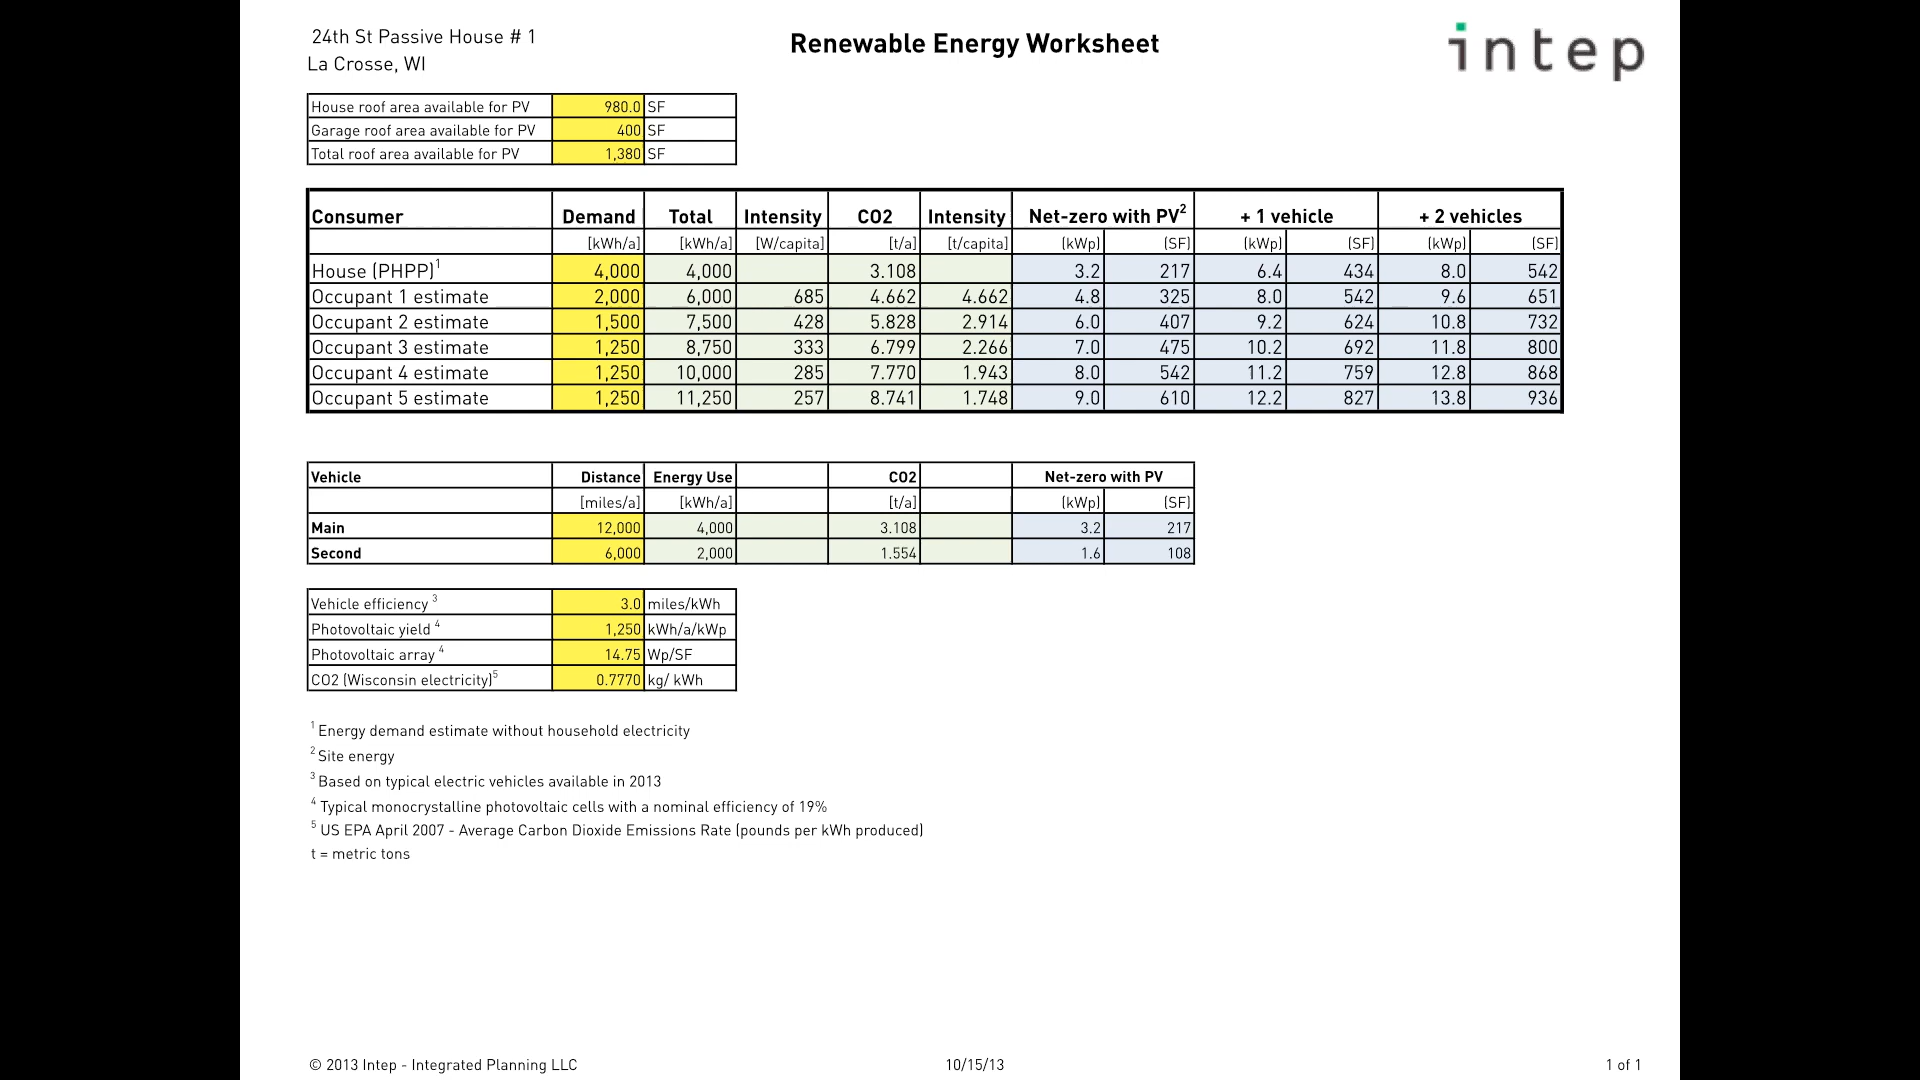 24th St Passive House # 1
La Crosse, WI
Renewable Energy Worksheet
intep
House roof area available for PV 980.0 SF
Garage roof area available for PV 400 SF
Total roof area available for PV 1,380 SF
Consumer Demand Total Intensity CO2 Intensity Net-zero with PV2 + 1 vehicle + 2 vehicles
[kWh/a] [kWh/a] [W/capita] [t/a] [t/capita] (kWp) (SF) (kWp) (SF) (kWp) (SF)
House (PHPP)1 4,000 4,000 3.108 3.2 217 6.4 434 8.0 542
Occupant 1 estimate 2,000 6,000 685 4.662 4.662 4.8 325 8.0 542 9.6 651
Occupant 2 estimate 1,500 7,500 428 5.828 2.914 6.0 407 9.2 624 10.8 732
Occupant 3 estimate 1,250 8,750 333 6.799 2.266 7.0 475 10.2 692 11.8 800
Occupant 4 estimate 1,250 10,000 285 7.770 1.943 8.0 542 11.2 759 12.8 868
Occupant 5 estimate 1,250 11,250 257 8.741 1.748 9.0 610 12.2 827 13.8 936
Vehicle Distance Energy Use CO2 Net-zero with PV
[miles/a] [kWh/a] [t/a] (kWp) (SF)
Main 12,000 4,000 3.108 3.2 217
Second 6,000 2,000 1.554 1.6 108
Vehicle efficiency 3 3.0 miles/kWh
Photovoltaic yield 4 1,250 kWh/a/kWp
Photovoltaic array 4 14.75 Wp/SF
CO2 (Wisconsin electricity)5 0.7770 kg/ kWh
1 Energy demand estimate without household electricity
2 Site energy
3 Based on typical electric vehicles available in 2013
4 Typical monocrystalline photovoltaic cells with a nominal efficiency of 19%
5 US EPA April 2007 - Average Carbon Dioxide Emissions Rate (pounds per kWh produced)
t = metric tons
© 2013 Intep - Integrated Planning LLC 10/15/13 1 of 1